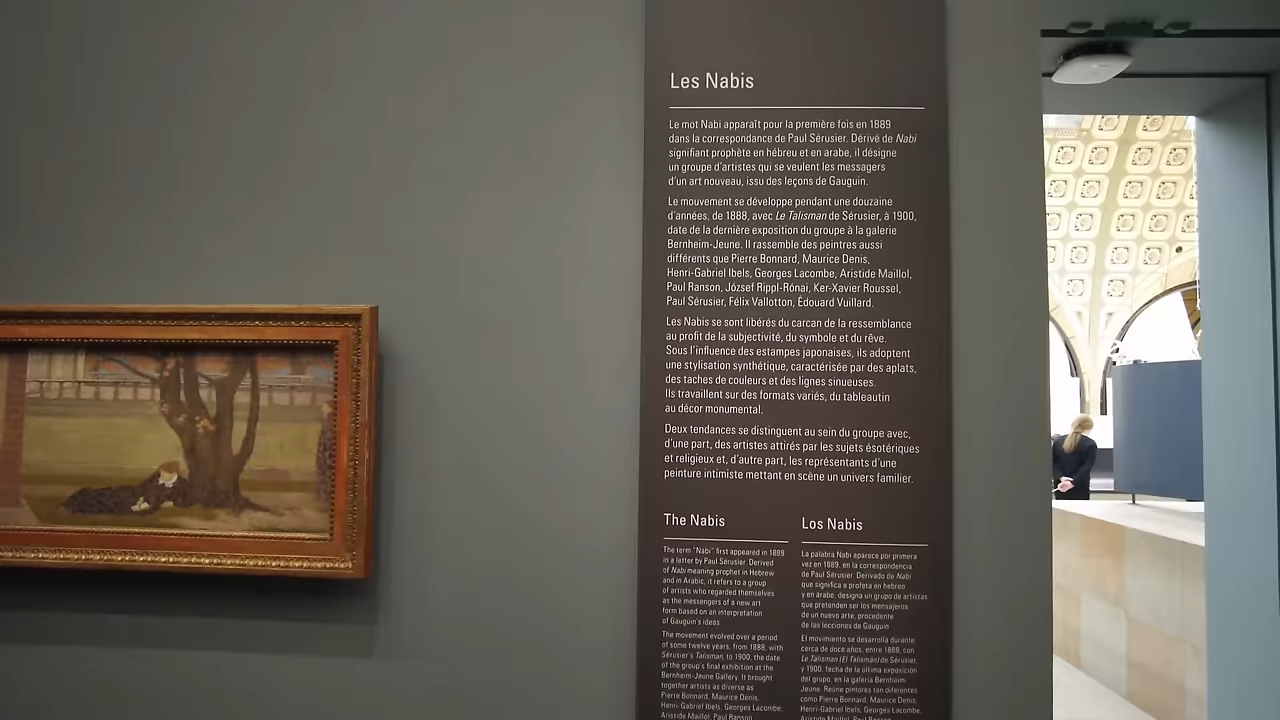 Les Nabis
Le mot Nabi apparaît pour la première fois en 1889
dans la correspondance de Paul Sérusier. Dérivé de Nabi
signifiant prophète en hébreu et en arabe, il désigne
un groupe d'artistes qui se veulent les messagers
d'un art nouveau, issu des leçons de Gauguin.
Le mouvement se développe pendant une douzaine
d'années, de 1888, avec Le Talisman de Sérusier, à 1900,
date de la dernière exposition du groupe à la galerie
Bernheim-Jeune. Il rassemble des peintres aussi
différents que Pierre Bonnard, Maurice Denis,
Henri-Gabriel Ibels, Georges Lacombe, Aristide Maillol,
Paul Ranson, József Rippl-Rónai, Ker-Xavier Roussel,
Paul Sérusier, Félix Vallotton, Édouard Vuillard.
Les Nabis se sont libérés du carcan de la ressemblance
au profit de la subjectivité, du symbole et du rêve.
Sous l'influence des estampes japonaises, ils adoptent
une stylisation synthétique, caractérisée par des aplats,
des taches de couleurs et des lignes sinueuses.
Ils travaillent sur des formats variés, du tableautin
au décor monumental.
Deux tendances se distinguent au sein du groupe avec,
d'une part, des artistes attirés par les sujets ésotériques
et religieux et, d'autre part, les représentants d'une
peinture intimiste mettant en scène un univers familier.
The Nabis
The term "Nabi" first appeared in 1889
in a letter by Paul Sérusier. Derived
of Nabi meaning prophet in Hebrew
and in Arabic, it refers to a group
of artists who regarded themselves
as the messengers of a new art
form based on an interpretation
of Gauguin's ideas.
The movement evolved over a period
of some twelve years, from 1888, with
Sérusier's Talisman, to 1900, the date
of the group's final exhibition at the
Bernheim-Jeune Gallery. It brought
together artists as diverse as
Pierre Bonnard, Maurice Denis,
Henri-Gabriel Ibels, Georges Lacombe,
Aristide Maillol, Paul Ranson,
Los Nabis
La palabra Nabi aparece por primera
vez en 1889, en la correspondencia
de Paul Sérusier. Derivado de Nabi
que significa a profeta en hebreo
y en árabe, designa un grupo de artistas
que pretenden ser los mensajeros
de un nuevo arte, procedente
de las lecciones de Gauguin
El movimiento se desarrolla durante
cerca de doce años, entre 1888, con
Le Talisman (El Talismán) de Sérusier,
y 1900, fecha de la última exposición
del grupo, en la galería Bernheim-
Jeune. Reúne pintores tan diferentes
como Pierre Bonnard, Maurice Denis,
Henri-Gabriel Ibels, Georges Lacombe,
Aristide Maillol, Paul Ranson,